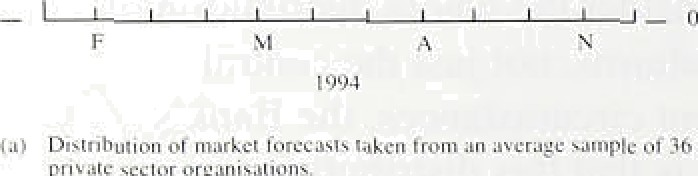 0
F M A N
1994
(a) Distribution of market forecasts taken from an average sample of 36
private sector organisations.